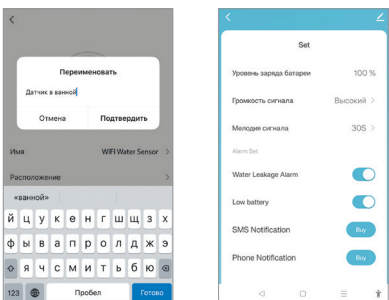 Переименовать
Датчик в ванной
Отмена Подтвердить
Имя WIFI Water Sensor >
Расположение >
«ванной»
й ц у к е н г ш щ з х
ф ы в а п р о л д ж э
я ч с м и т ь б ю
123 Пробел Готово
Set
Уровень заряда батареи 100 %
Громкость сигнала Высокий >
Мелодия сигнала 30S >
Alarm Set
Water Leakage Alarm
Low battery
SMS Notification Buy
Phone Notification Buy